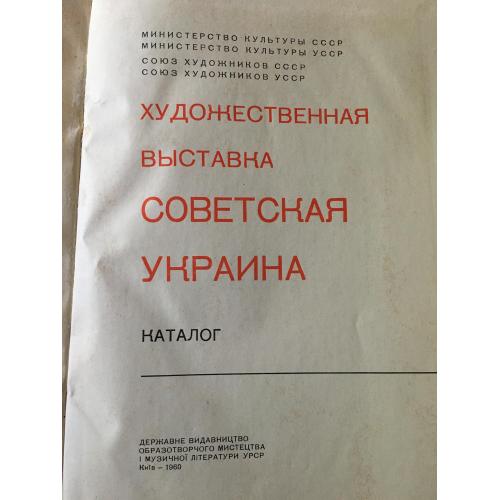 МИНИСТЕРСТВО КУЛЬТУРЫ СССР
МИНИСТЕРСТВО КУЛЬТУРЫ УССР
СОЮЗ ХУДОЖНИКОВ СССР
СОЮЗ ХУДОЖНИКОВ УССР
ХУДОЖЕСТВЕННАЯ
ВЫСТАВКА
СОВЕТСКАЯ
УКРАИНА
КАТАЛОГ
ДЕРЖАВНЕ ВИДАВНИЦТВО
ОБРАЗОТВОРЧОГО МИСТЕЦТВА
І МУЗИЧНОЇ ЛІТЕРАТУРИ УРСР
Київ – 1960